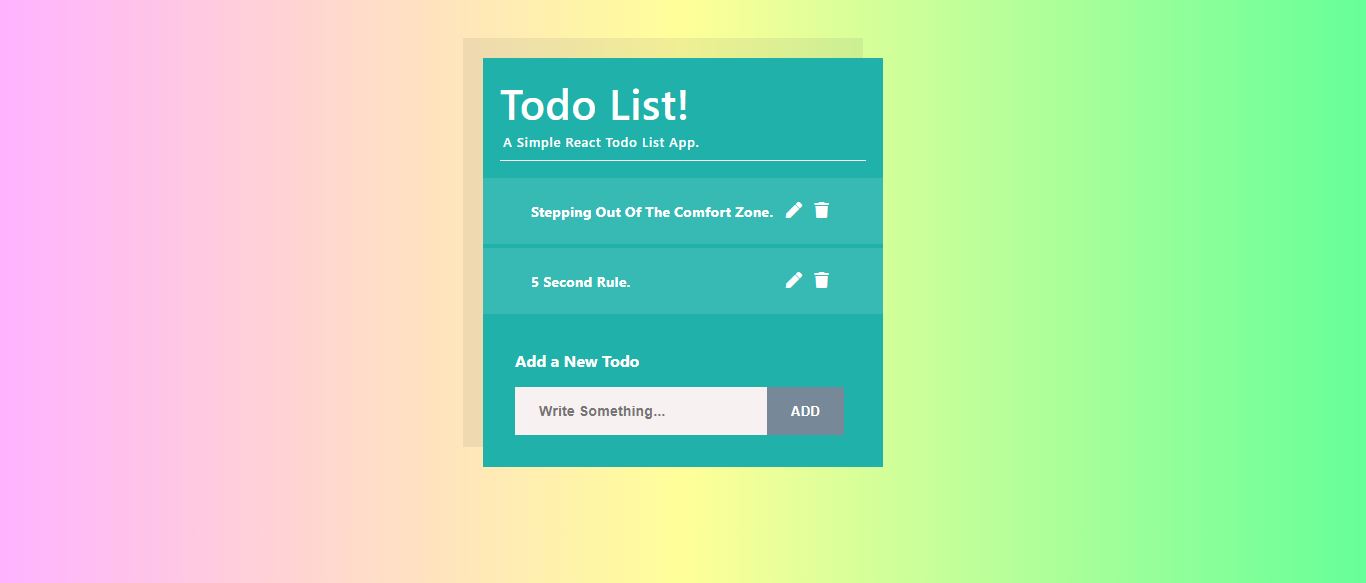 Todo List!
A Simple React Todo List App.
Stepping Out Of The Comfort Zone.
5 Second Rule.
Add a New Todo
Write Something... ADD